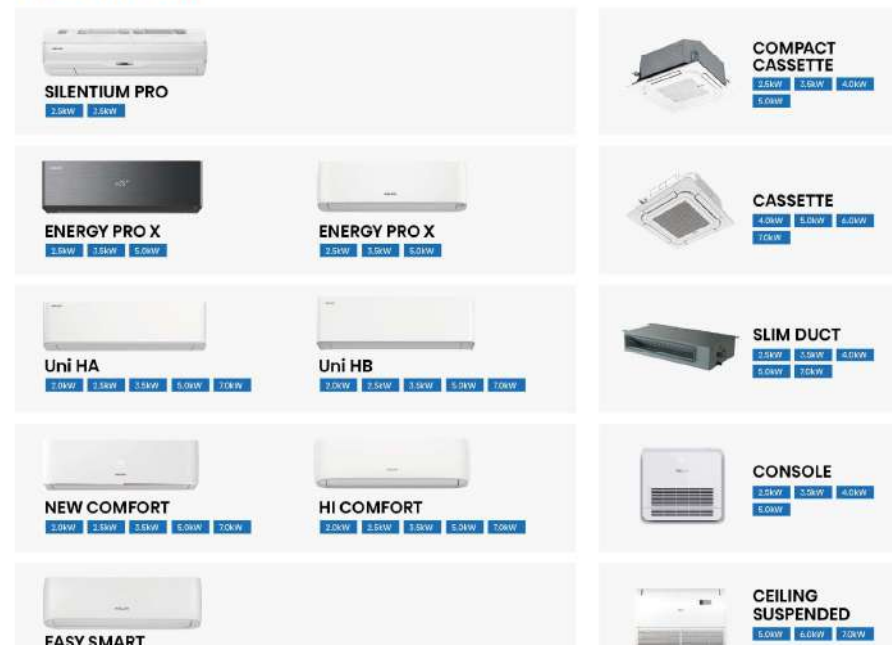 SILENTIUM PRO
2.5kW 3.5kW
ENERGY PRO X
2.5kW 3.5kW 5.0kW
ENERGY PRO X
2.5kW 3.5kW 5.0kW
Uni HA
2.0kW 2.5kW 3.5kW 5.0kW 7.0kW
Uni HB
2.0kW 2.5kW 3.5kW 5.0kW 7.0kW
NEW COMFORT
2.0kW 2.5kW 3.5kW 5.0kW 7.0kW
HI COMFORT
2.0kW 2.5kW 3.5kW 5.0kW 7.0kW
EASY SMART
COMPACT
CASSETTE
2.5kW 3.5kW 4.0kW
5.0kW
CASSETTE
4.0kW 5.0kW 6.0kW
7.0kW
SLIM DUCT
2.5kW 3.5kW 4.0kW
5.0kW 7.0kW
CONSOLE
2.5kW 3.5kW 4.0kW
5.0kW
CEILING
SUSPENDED
5.0kW 6.0kW 7.0kW